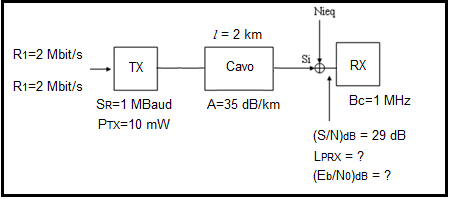 Nieq
l = 2 km
R1=2 Mbit/s
TX
Cavo
Si
RX
R1=2 Mbit/s
SR=1 MBaud
A=35 dB/km
Bc=1 MHz
PTX=10 mW
(S/N)dB = 29 dB
LPRX = ?
(Eb/N0)dB = ?